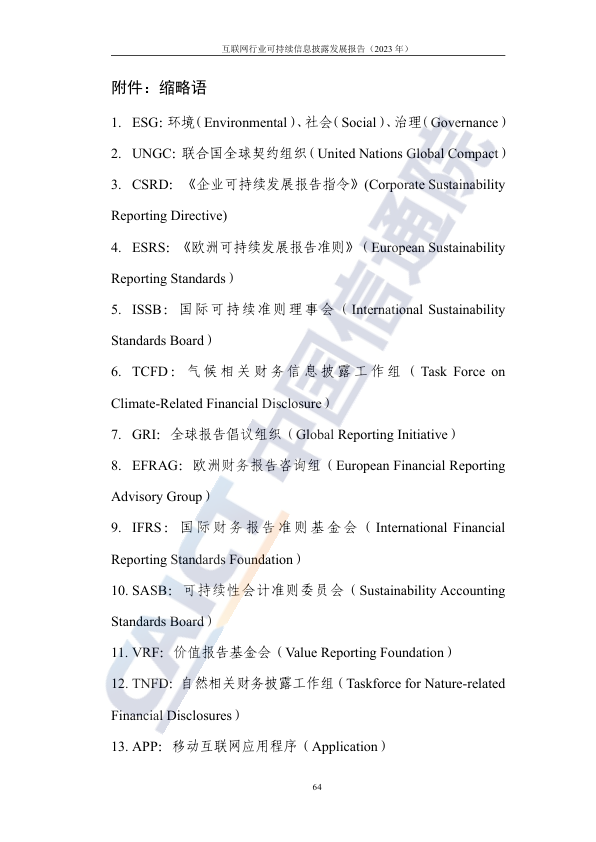 互联网行业可持续信息披露发展报告（2023 年）
附件：缩略语
1. ESG：环境（Environmental）、社会（Social）、治理（Governance）
2. UNGC：联合国全球契约组织（United Nations Global Compact）
3. CSRD：《企业可持续发展报告指令》(Corporate Sustainability
Reporting Directive)
4. ESRS：《欧洲可持续发展报告准则》（European Sustainability
Reporting Standards）
5. ISSB：国际可持续准则理事会（International Sustainability
Standards Board）
6. TCFD：气候相关财务信息披露工作组（Task Force on
Climate-Related Financial Disclosure）
7. GRI：全球报告倡议组织（Global Reporting Initiative）
8. EFRAG：欧洲财务报告咨询组（European Financial Reporting
Advisory Group）
9. IFRS：国际财务报告准则基金会（International Financial
Reporting Standards Foundation）
10. SASB：可持续性会计准则委员会（Sustainability Accounting
Standards Board）
11. VRF：价值报告基金会（Value Reporting Foundation）
12. TNFD：自然相关财务披露工作组（Taskforce for Nature-related
Financial Disclosures）
13. APP：移动互联网应用程序（Application）
64
CAICT 中国信通院